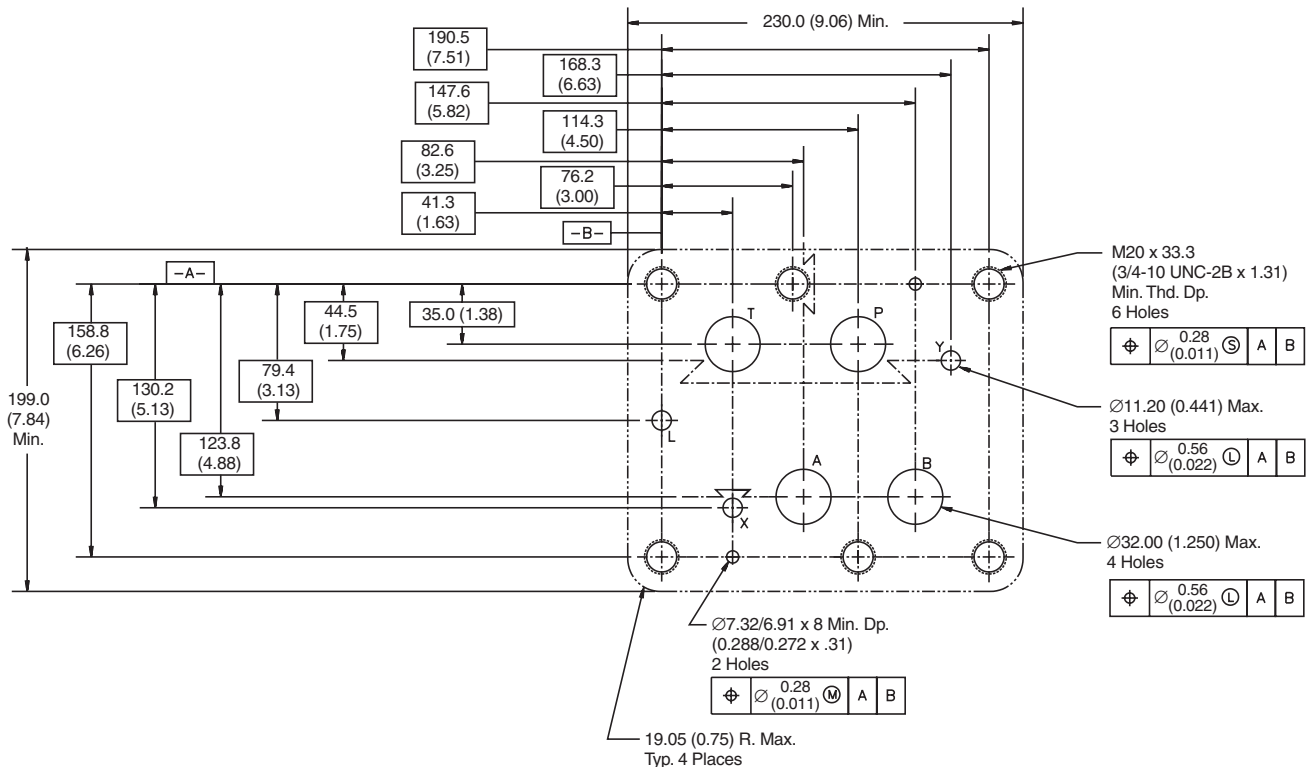 230.0 (9.06) Min.
190.5
(7.51)
168.3
(6.63)
147.6
(5.82)
114.3
(4.50)
82.6
(3.25)
76.2
(3.00)
41.3
(1.63)
-B-
-A-
M20 x 33.3
(3/4-10 UNC-2B x 1.31)
Min. Thd. Dp.
6 Holes
⌖ ∅ 0.28 Ⓢ A B
(0.011)
44.5
(1.75)
35.0 (1.38)
T
P
Y
158.8
(6.26)
79.4
(3.13)
130.2
(5.13)
199.0
(7.84)
Min.
∅11.20 (0.441) Max.
3 Holes
⌖ ∅ 0.56 Ⓛ A B
(0.022)
L
123.8
(4.88)
A
B
X
∅32.00 (1.250) Max.
4 Holes
⌖ ∅ 0.56 Ⓛ A B
(0.022)
∅7.32/6.91 x 8 Min. Dp.
(0.288/0.272 x .31)
2 Holes
⌖ ∅ 0.28 Ⓜ A B
(0.011)
19.05 (0.75) R. Max.
Typ. 4 Places